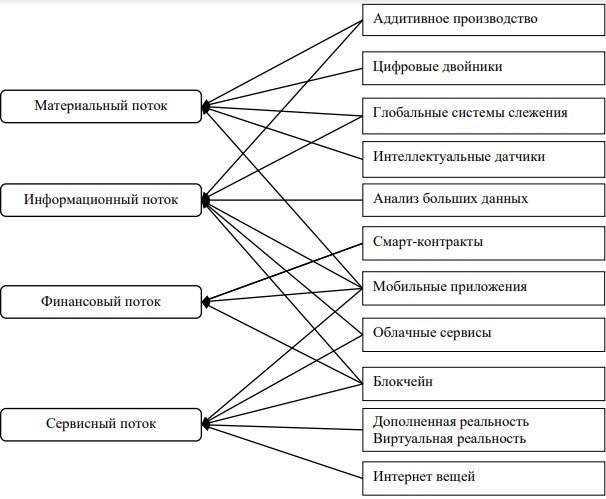 Материальный поток
Информационный поток
Финансовый поток
Сервисный поток
Аддитивное производство
Цифровые двойники
Глобальные системы слежения
Интеллектуальные датчики
Анализ больших данных
Смарт-контракты
Мобильные приложения
Облачные сервисы
Блокчейн
Дополненная реальность
Виртуальная реальность
Интернет вещей